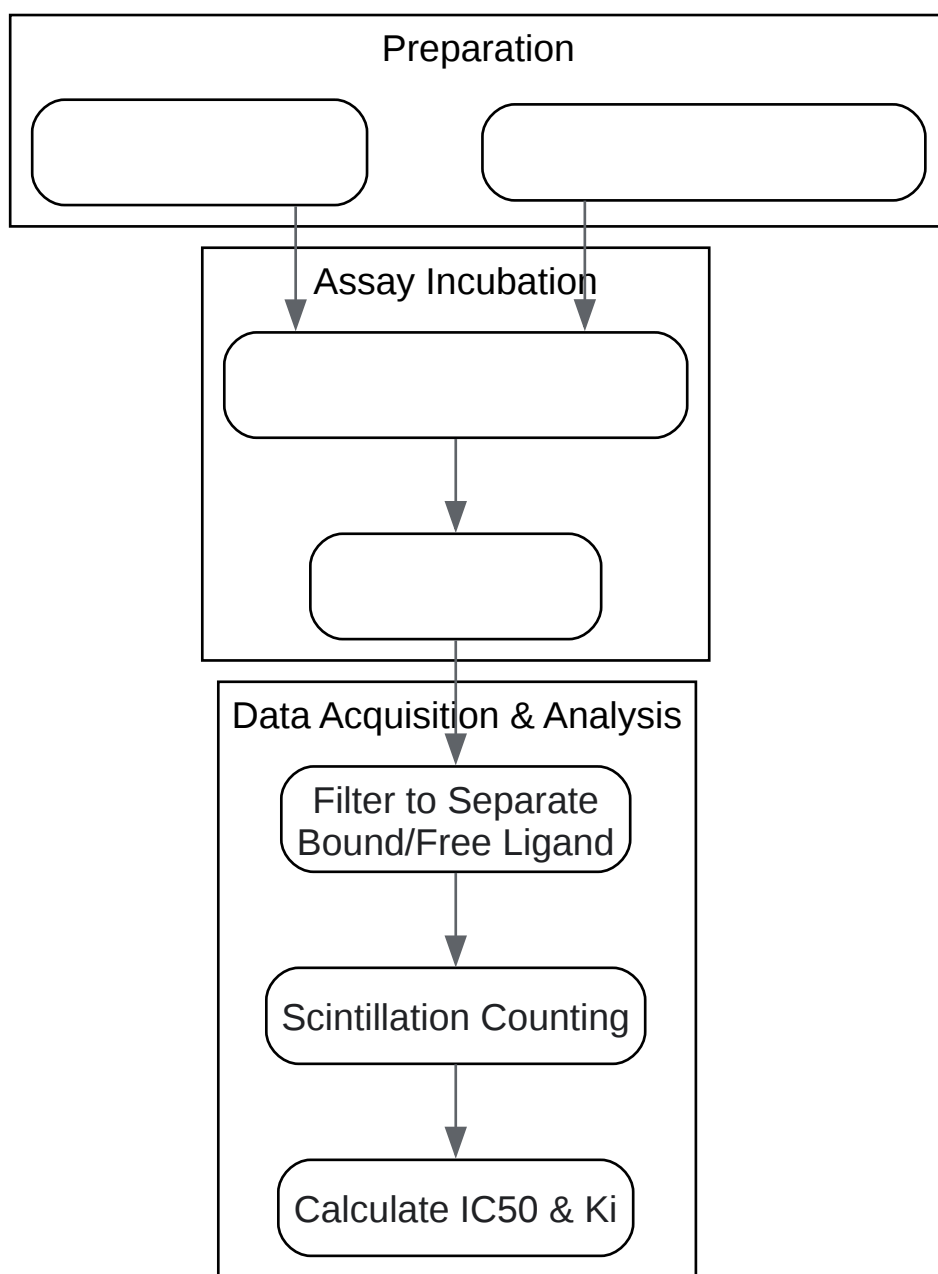 Preparation
Assay Incubation
Data Acquisition & Analysis
Filter to Separate
Bound/Free Ligand
Scintillation Counting
Calculate IC50 & Ki